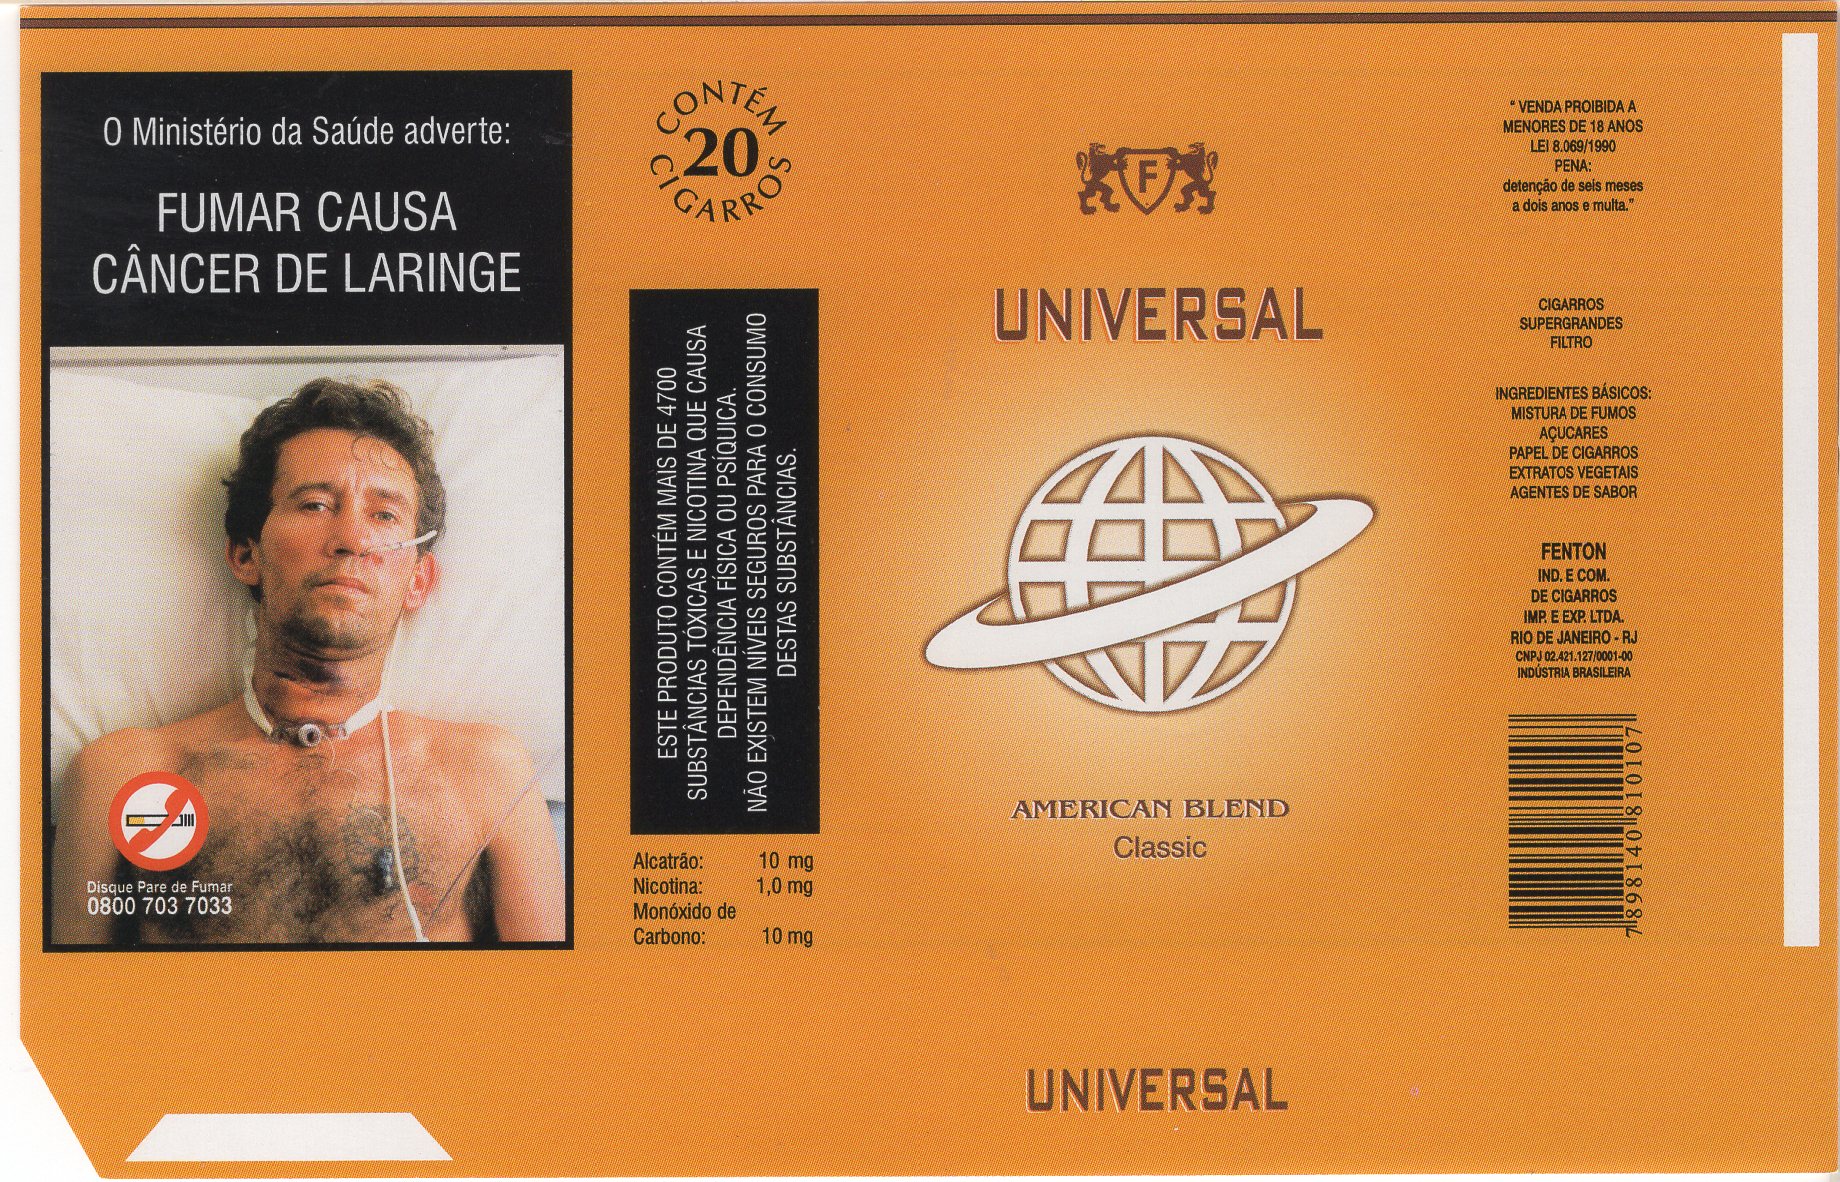 O Ministério da Saúde adverte:
FUMAR CAUSA
CÂNCER DE LARINGE
Disque Pare de Fumar
0800 703 7033
CONTÉM
20
CIGARROS
ESTE PRODUTO CONTÉM MAIS DE 4700
SUBSTÂNCIAS TÓXICAS E NICOTINA QUE CAUSA
DEPENDÊNCIA FÍSICA OU PSÍQUICA.
NÃO EXISTEM NÍVEIS SEGUROS PARA O CONSUMO
DESTAS SUBSTÂNCIAS.
Alcatrão: 10 mg
Nicotina: 1,0 mg
Monóxido de
Carbono: 10 mg
F
UNIVERSAL
AMERICAN BLEND
Classic
UNIVERSAL
“ VENDA PROIBIDA A
MENORES DE 18 ANOS
LEI 8.069/1990
PENA:
detenção de seis meses
a dois anos e multa.”
CIGARROS
SUPERGRANDES
FILTRO
INGREDIENTES BÁSICOS:
MISTURA DE FUMOS
AÇUCARES
PAPEL DE CIGARROS
EXTRATOS VEGETAIS
AGENTES DE SABOR
FENTON
IND. E COM.
DE CIGARROS
IMP. E EXP. LTDA.
RIO DE JANEIRO - RJ
CNPJ 02.421.127/0001-00
INDÚSTRIA BRASILEIRA
7898140810107